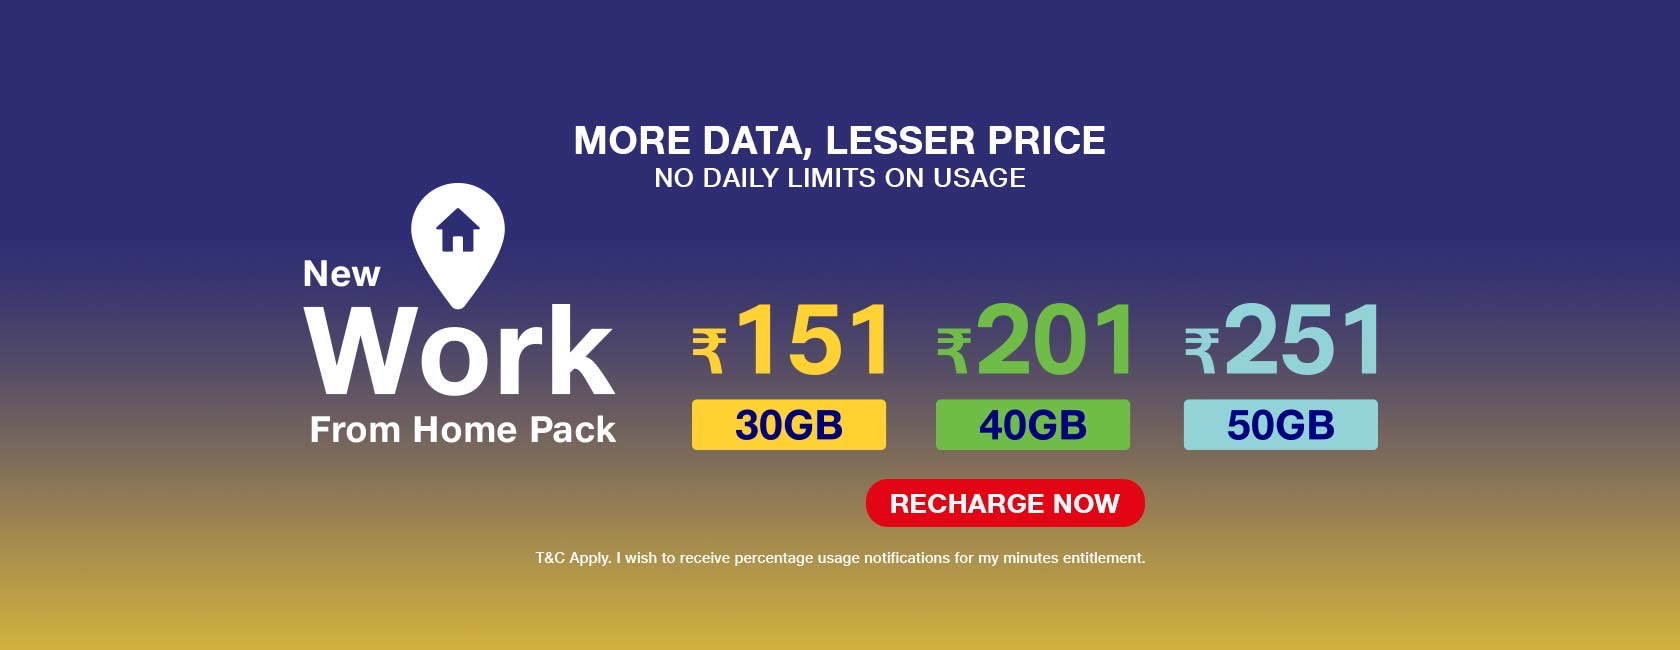 MORE DATA, LESSER PRICE
NO DAILY LIMITS ON USAGE
New
Work
From Home Pack
₹151
30GB
₹201
40GB
₹251
50GB
RECHARGE NOW
T&C Apply. I wish to receive percentage usage notifications for my minutes entitlement.